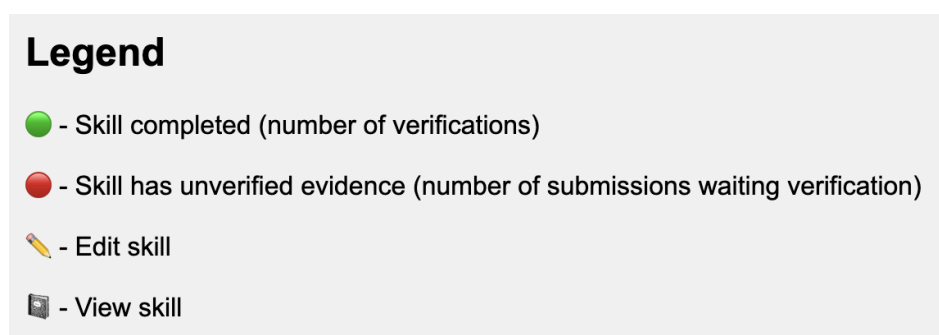 Legend
🟢 - Skill completed (number of verifications)
🔴 - Skill has unverified evidence (number of submissions waiting verification)
✏️ - Edit skill
📓 - View skill